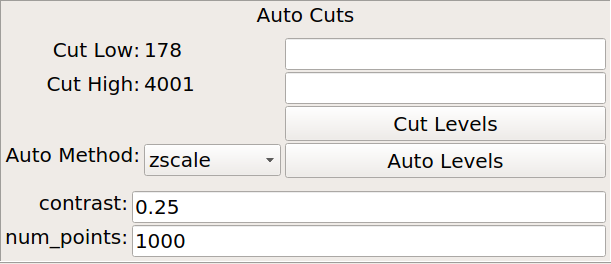 Auto Cuts
Cut Low: 178
Cut High: 4001
Cut Levels
Auto Method: zscale
Auto Levels
contrast: 0.25
num_points: 1000